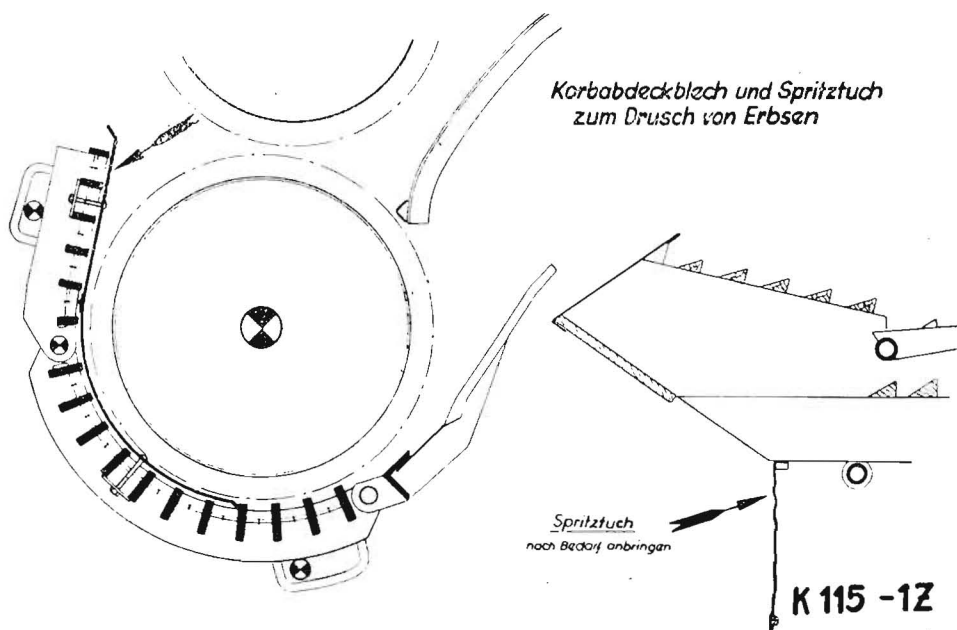 Korbabdeckblech und Spritztuch
zum Drusch von Erbsen
Spritztuch
nach Bedarf anbringen
K 115 - 1Z